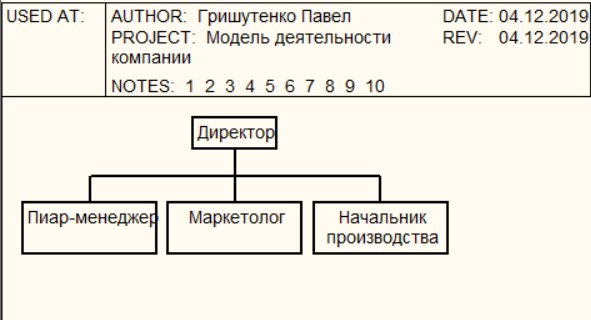 USED AT:
AUTHOR: Гришутенко Павел
DATE: 04.12.2019
PROJECT: Модель деятельности
компании
REV: 04.12.2019
NOTES: 1 2 3 4 5 6 7 8 9 10
Директор
Пиар-менеджер
Маркетолог
Начальник
производства